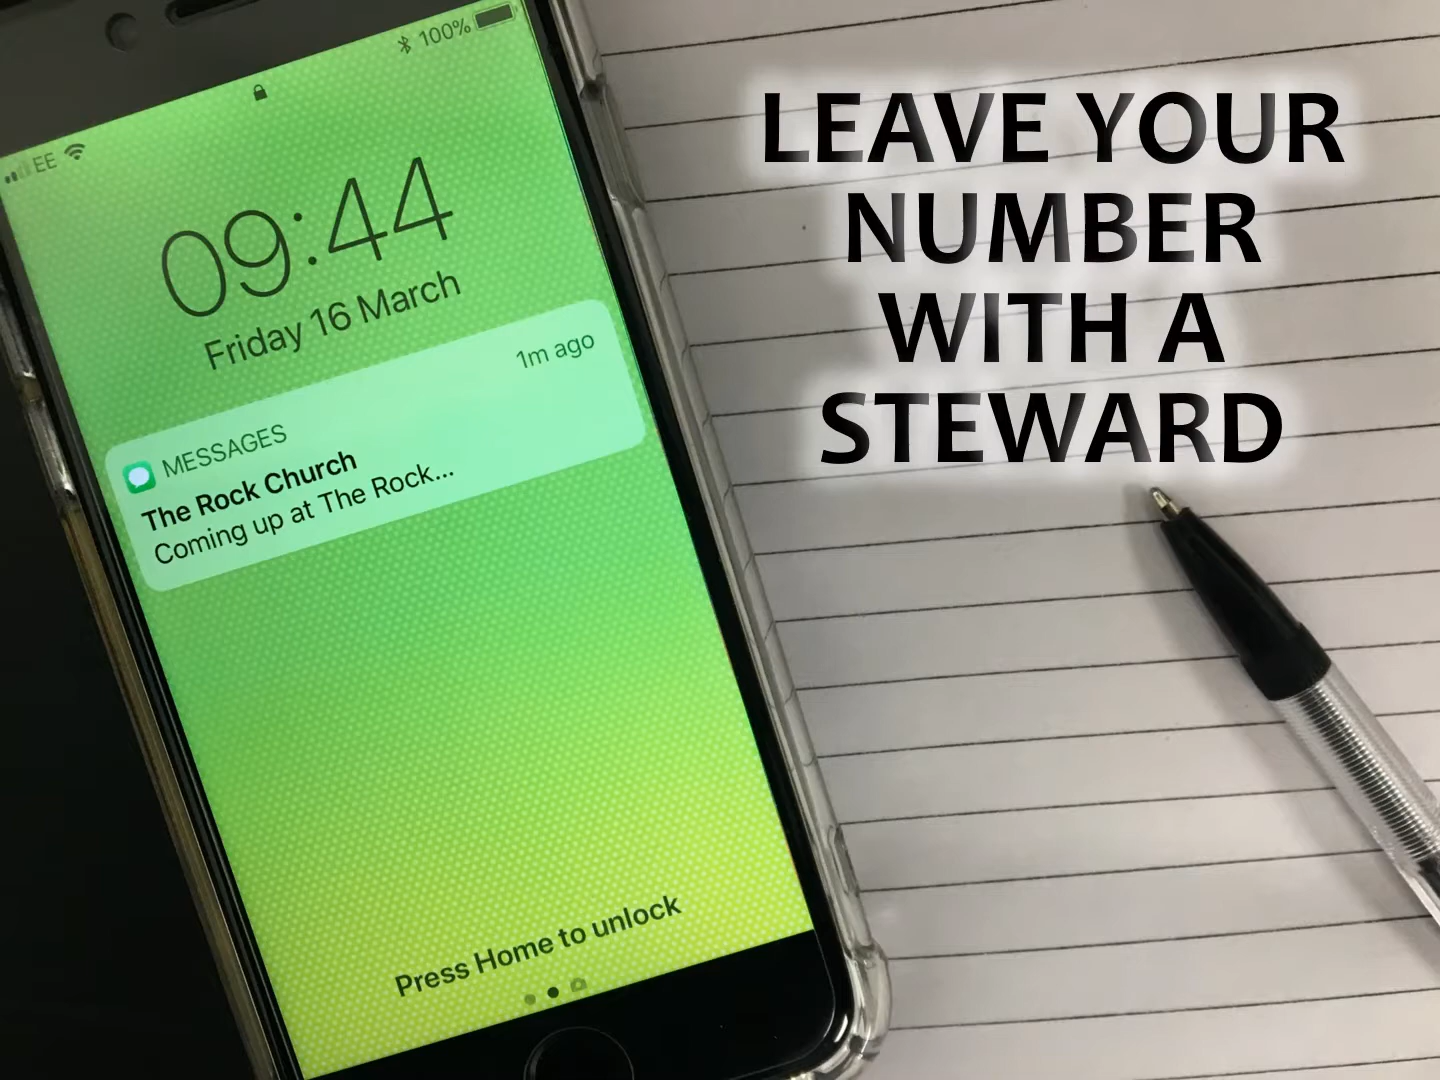 EE
100%
09:44
Friday 16 March
MESSAGES
1m ago
The Rock Church
Coming up at The Rock...
Press Home to unlock
LEAVE YOUR
NUMBER
WITH A
STEWARD